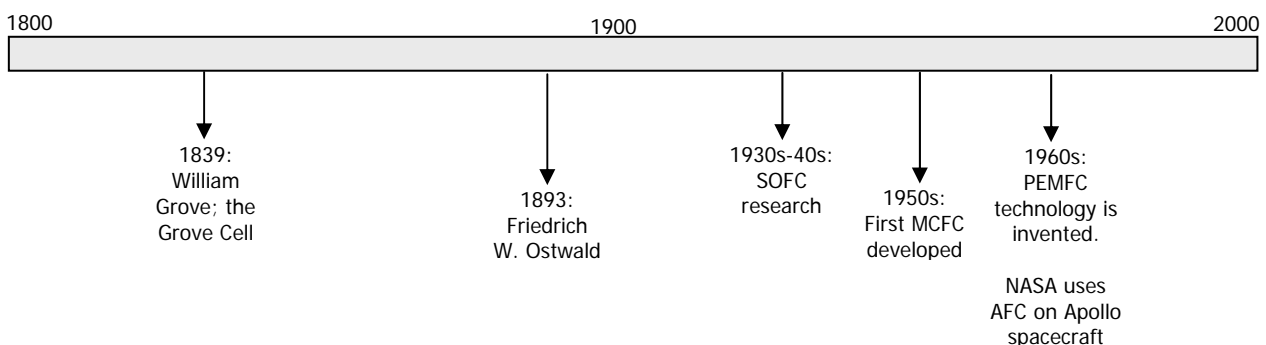 1800
1900
2000
1839:
William
Grove; the
Grove Cell
1893:
Friedrich
W. Ostwald
1930s-40s:
SOFC
research
1950s:
First MCFC
developed
1960s:
PEMFC
technology is
invented.
NASA uses
AFC on Apollo
spacecraft